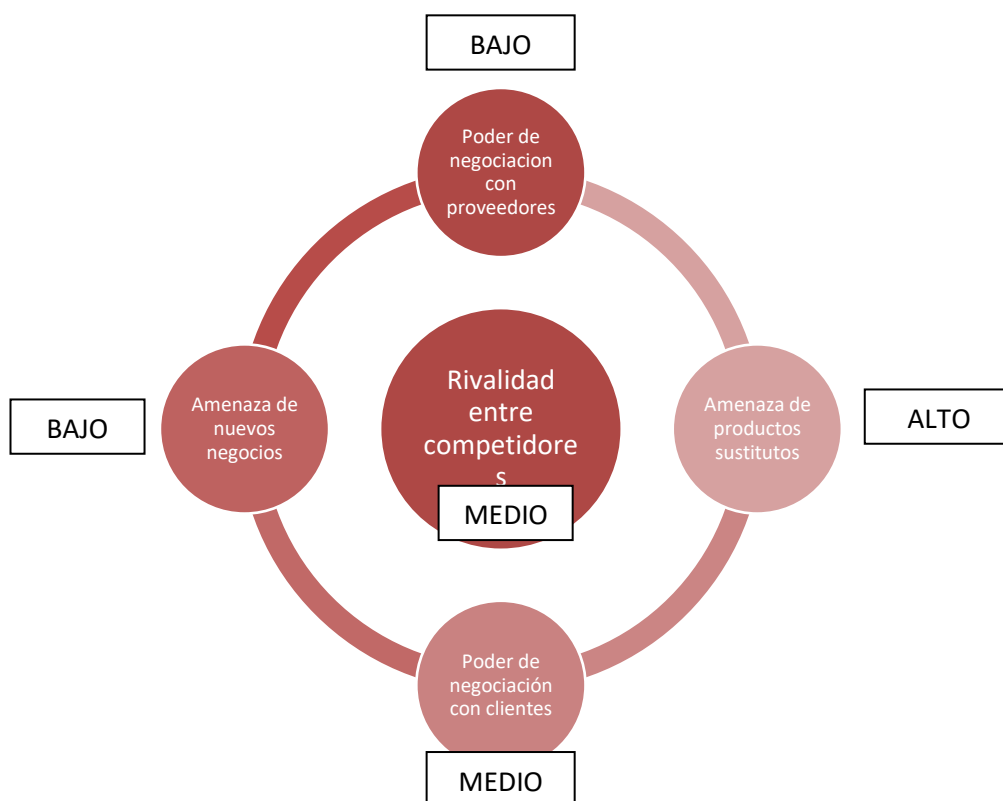 BAJO
Poder de
negociacion
con
proveedores
BAJO
Amenaza de
nuevos
negocios
Rivalidad
entre
competidore
s
MEDIO
Amenaza de
productos
sustitutos
ALTO
Poder de
negociación
con clientes
MEDIO